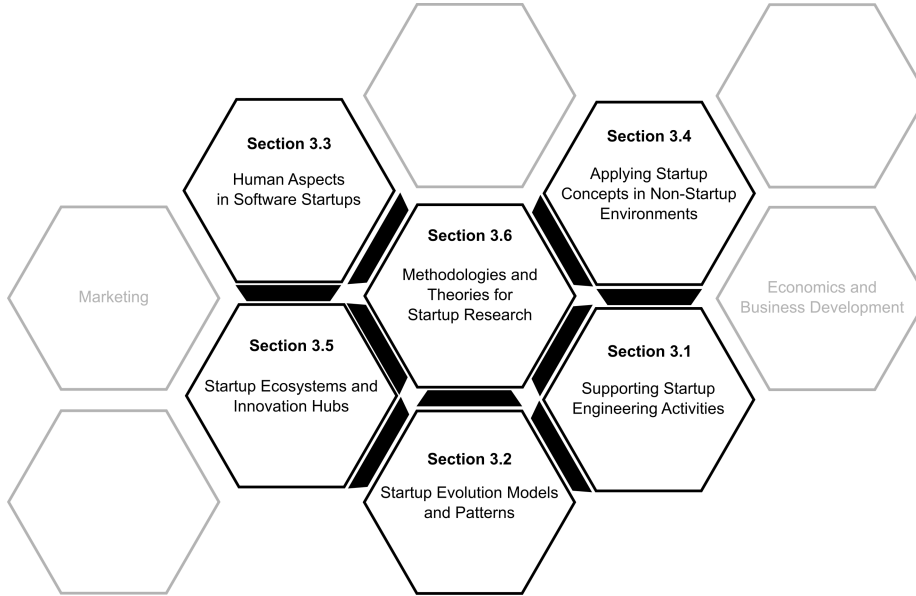 Section 3.3
Human Aspects
in Software Startups
Section 3.4
Applying Startup
Concepts in Non-Startup
Environments
Section 3.6
Methodologies and
Theories for
Startup Research
Marketing
Economics and
Business Development
Section 3.5
Startup Ecosystems and
Innovation Hubs
Section 3.1
Supporting Startup
Engineering Activities
Section 3.2
Startup Evolution Models
and Patterns